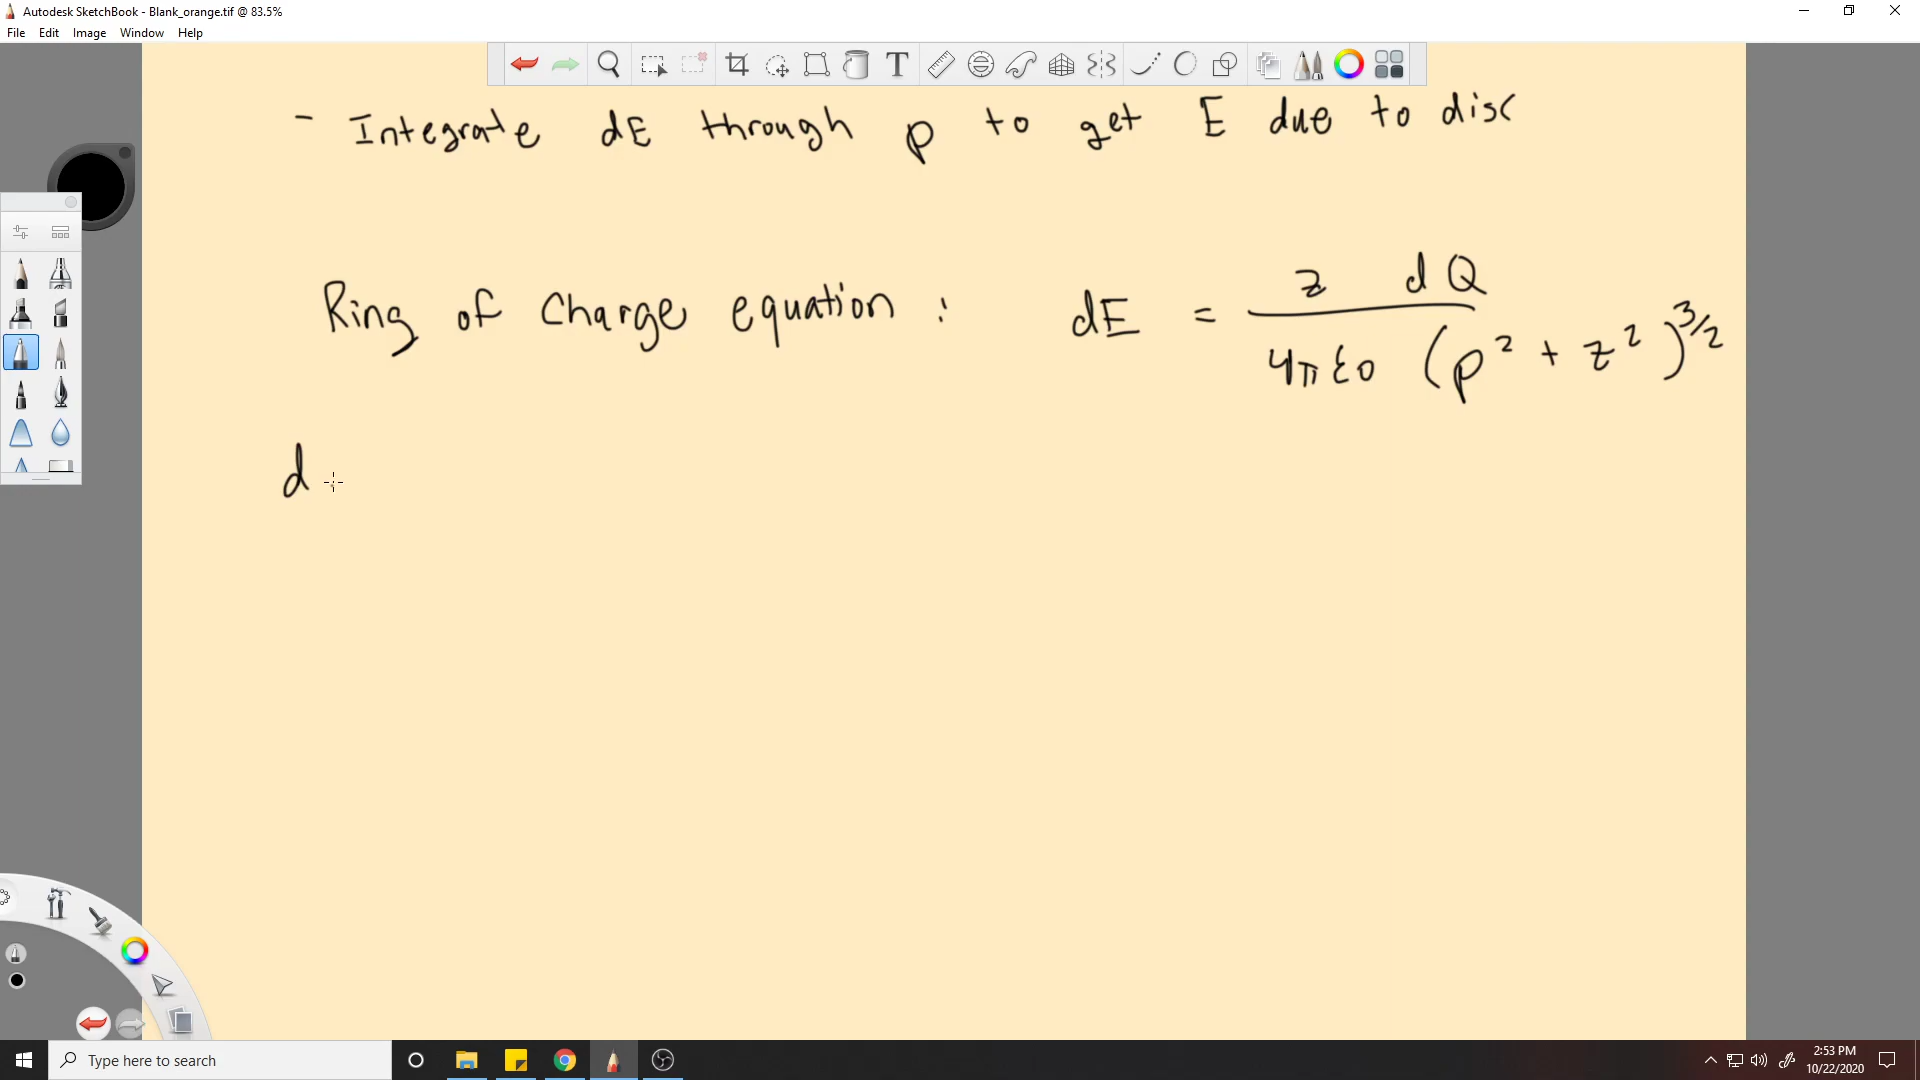 Autodesk SketchBook - Blank_orange.tif @ 83.5%
File Edit Image Window Help
T
- Integrate dE through ρ to get E due to disc
Ring of Charge equation : dE = z dQ / 4πε0 (ρ² + z²)^3/2
d
Type here to search
2:53 PM
10/22/2020